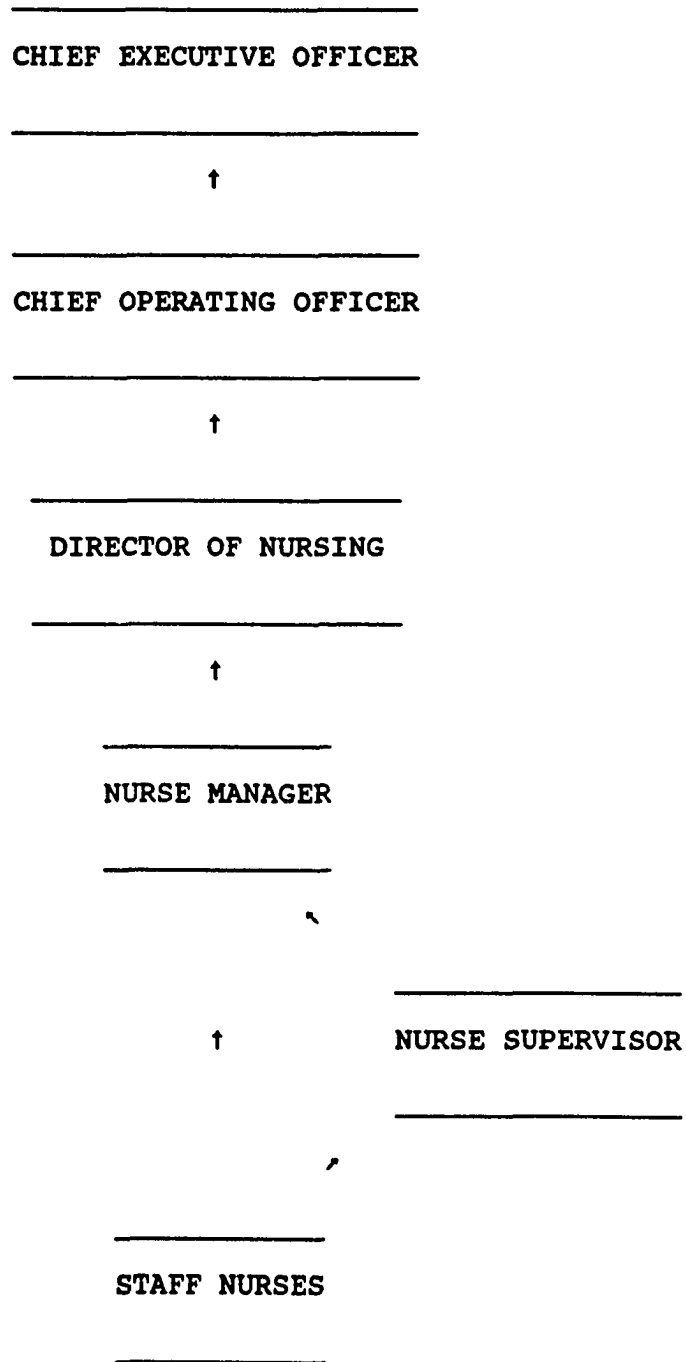 CHIEF EXECUTIVE OFFICER
↑
CHIEF OPERATING OFFICER
↑
DIRECTOR OF NURSING
↑
NURSE MANAGER
↖
↑ NURSE SUPERVISOR
↗
STAFF NURSES